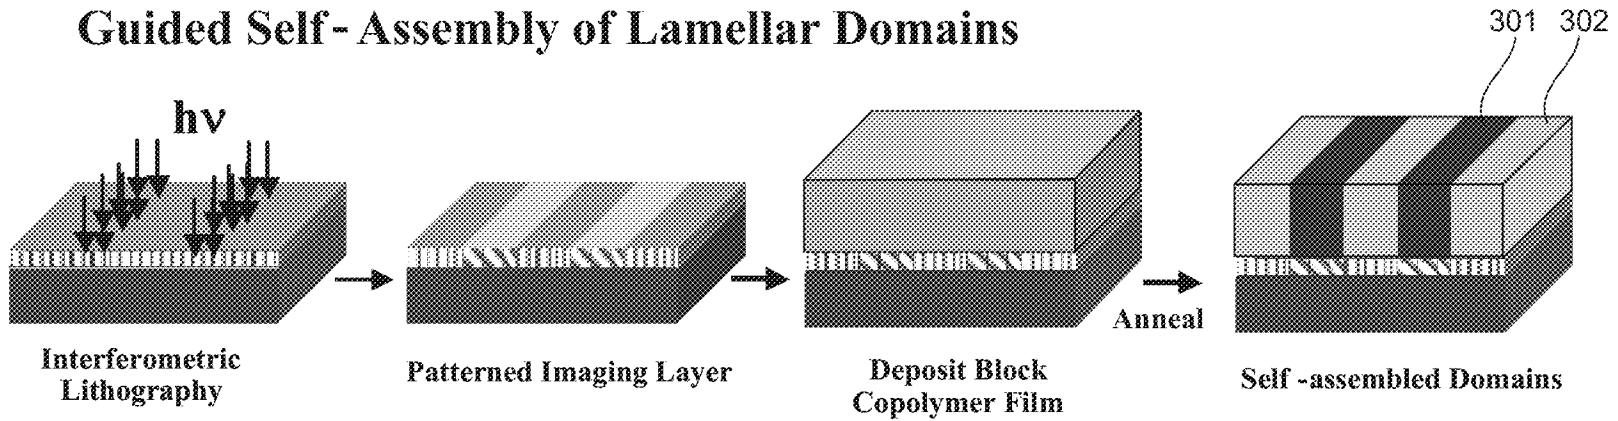 Guided Self-Assembly of Lamellar Domains
301 302
hν
Anneal
Interferometric
Lithography
Patterned Imaging Layer
Deposit Block
Copolymer Film
Self-assembled Domains